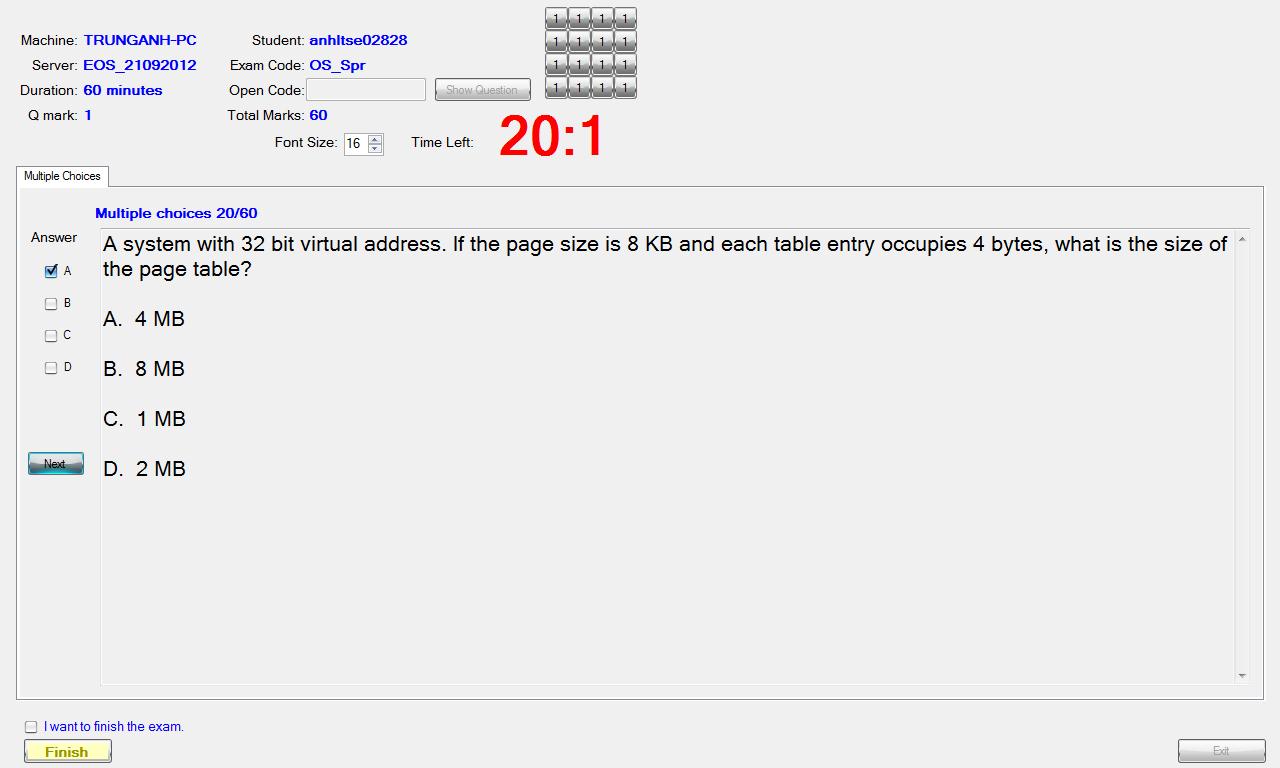 Machine: TRUNGANH-PC Student: anhltse02828
Server: EOS_21092012 Exam Code: OS_Spr
Duration: 60 minutes Open Code: Show Question
Q mark: 1 Total Marks: 60
1 1 1 1
1 1 1 1
1 1 1 1
1 1 1 1
Font Size: 16 Time Left: 20:1
Multiple Choices
Multiple choices 20/60
Answer
A
B
C
D
Next
A system with 32 bit virtual address. If the page size is 8 KB and each table entry occupies 4 bytes, what is the size of
the page table?
A. 4 MB
B. 8 MB
C. 1 MB
D. 2 MB
I want to finish the exam.
Finish
Exit